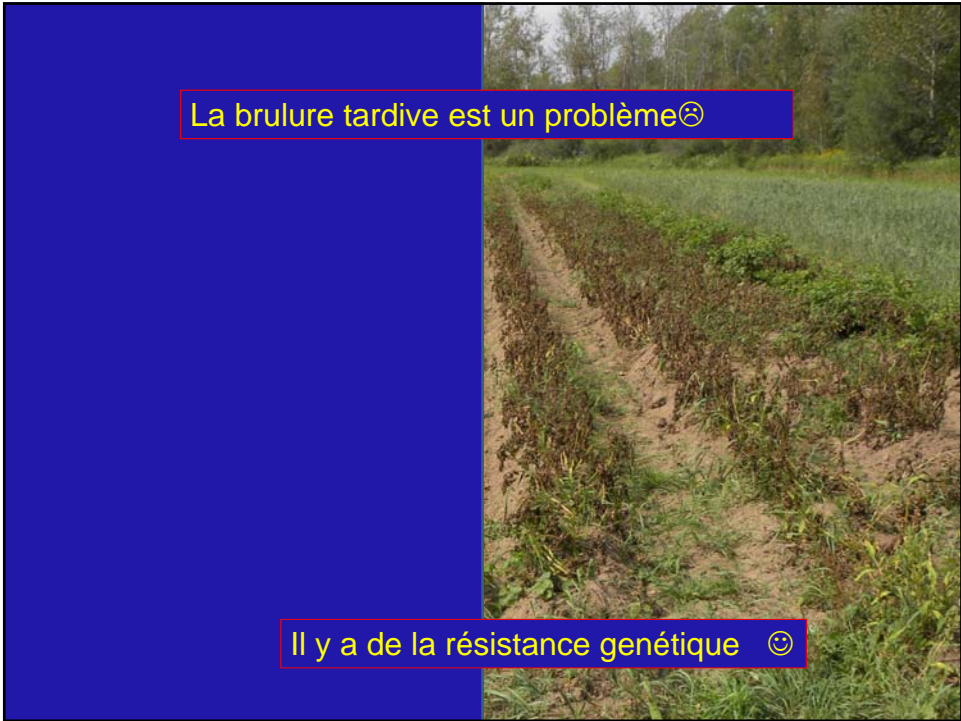 La brulure tardive est un problème☹
Il y a de la résistance genétique ☺